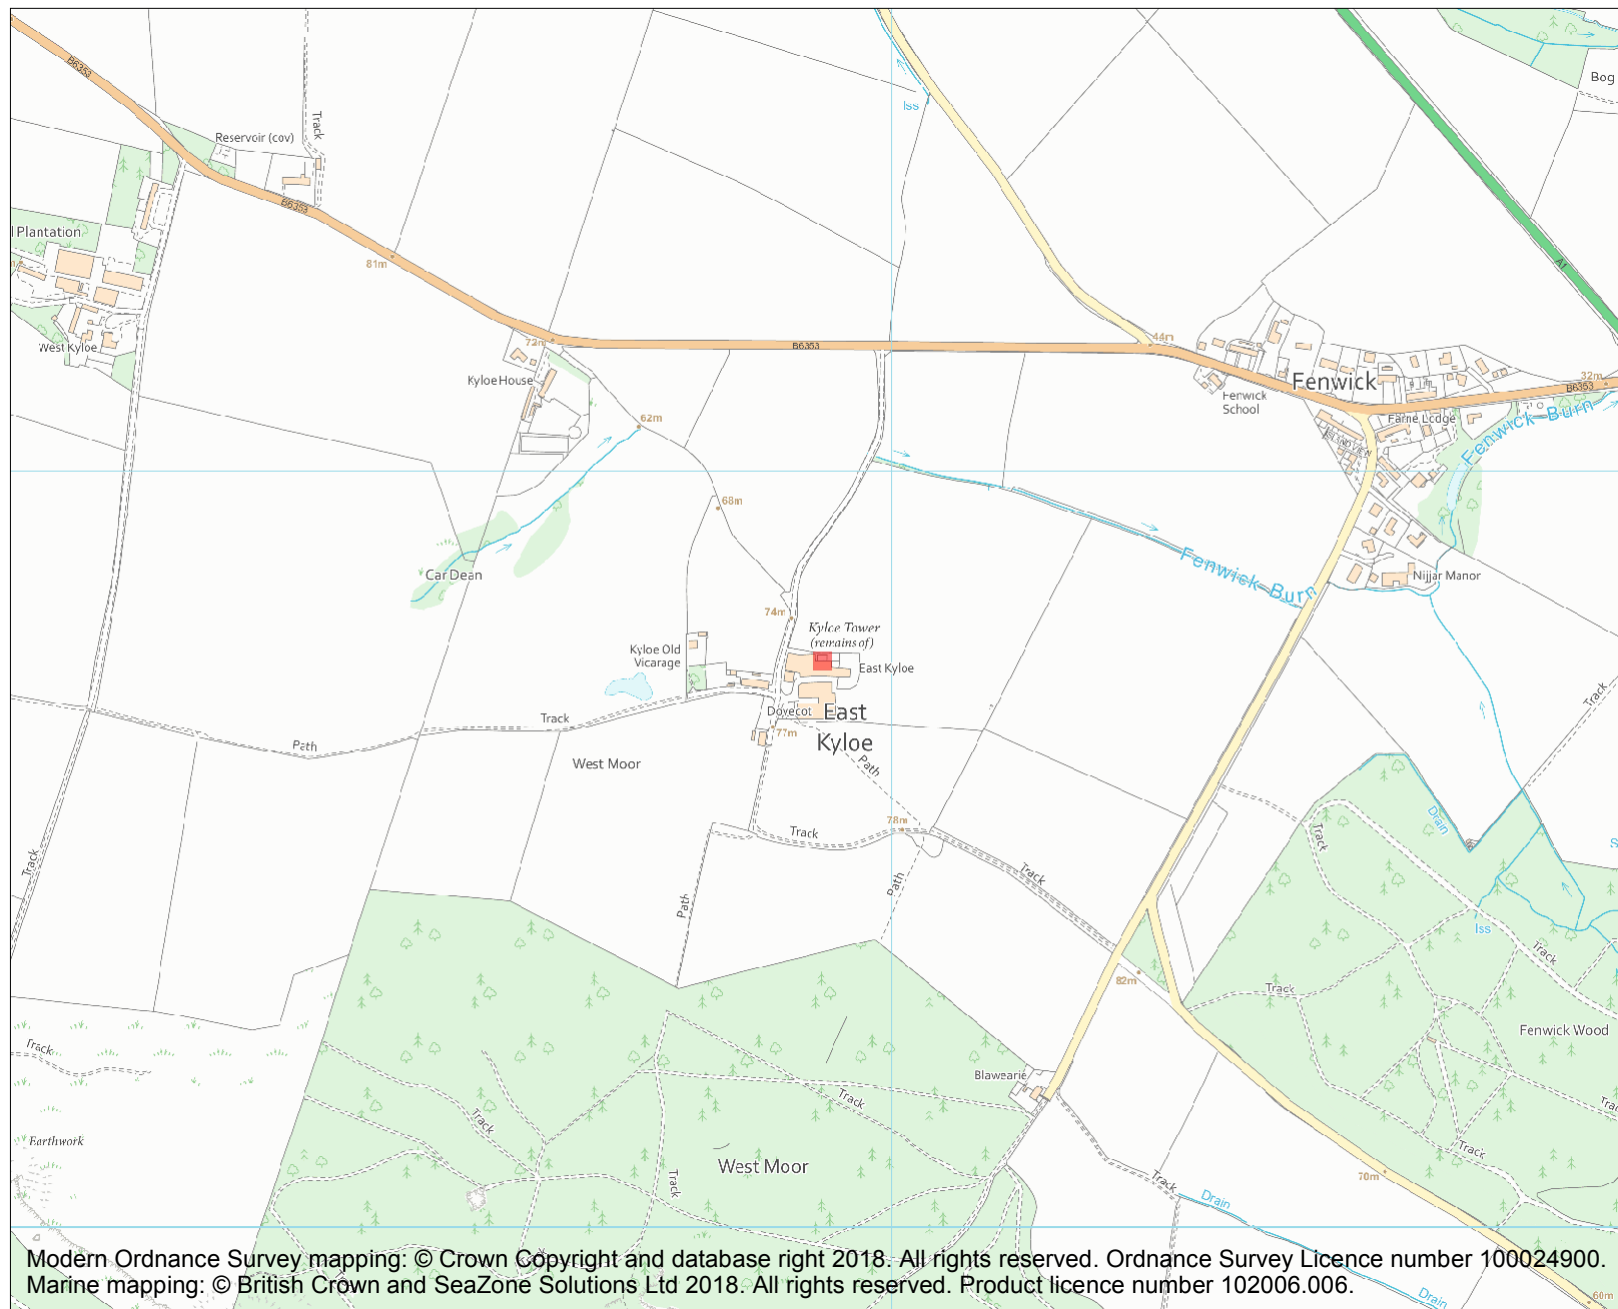 B6353
Iss
Bog
Reservoir (cov)
Track
B6353
l Plantation
81m
A1
West Kyloe
72m
B6353
44m
Kyloe House
Fenwick
32m
B6353
Fenwick
School
Farne Lodge
62m
Fenwick Burn
68m
Car Dean
Fenwick Burn
Nijjar Manor
74m
Kyloe Tower
(remains of)
Kyloe Old
Vicarage
East Kyloe
Track
Dovecot
East
Kyloe
Track
77m
Path
West Moor
Path
Track
78m
Drain
Track
Track
Track
Path
Path
Iss
Track
82m
Track
Fenwick Wood
Track
Blawearie
Track
Track
Track
Earthwork
West Moor
Track
Track
Track
70m
Drain
Modern Ordnance Survey mapping: © Crown Copyright and database right 2018. All rights reserved. Ordnance Survey Licence number 100024900.
Marine mapping: © British Crown and SeaZone Solutions Ltd 2018. All rights reserved. Product licence number 102006.006.
Drain
60m